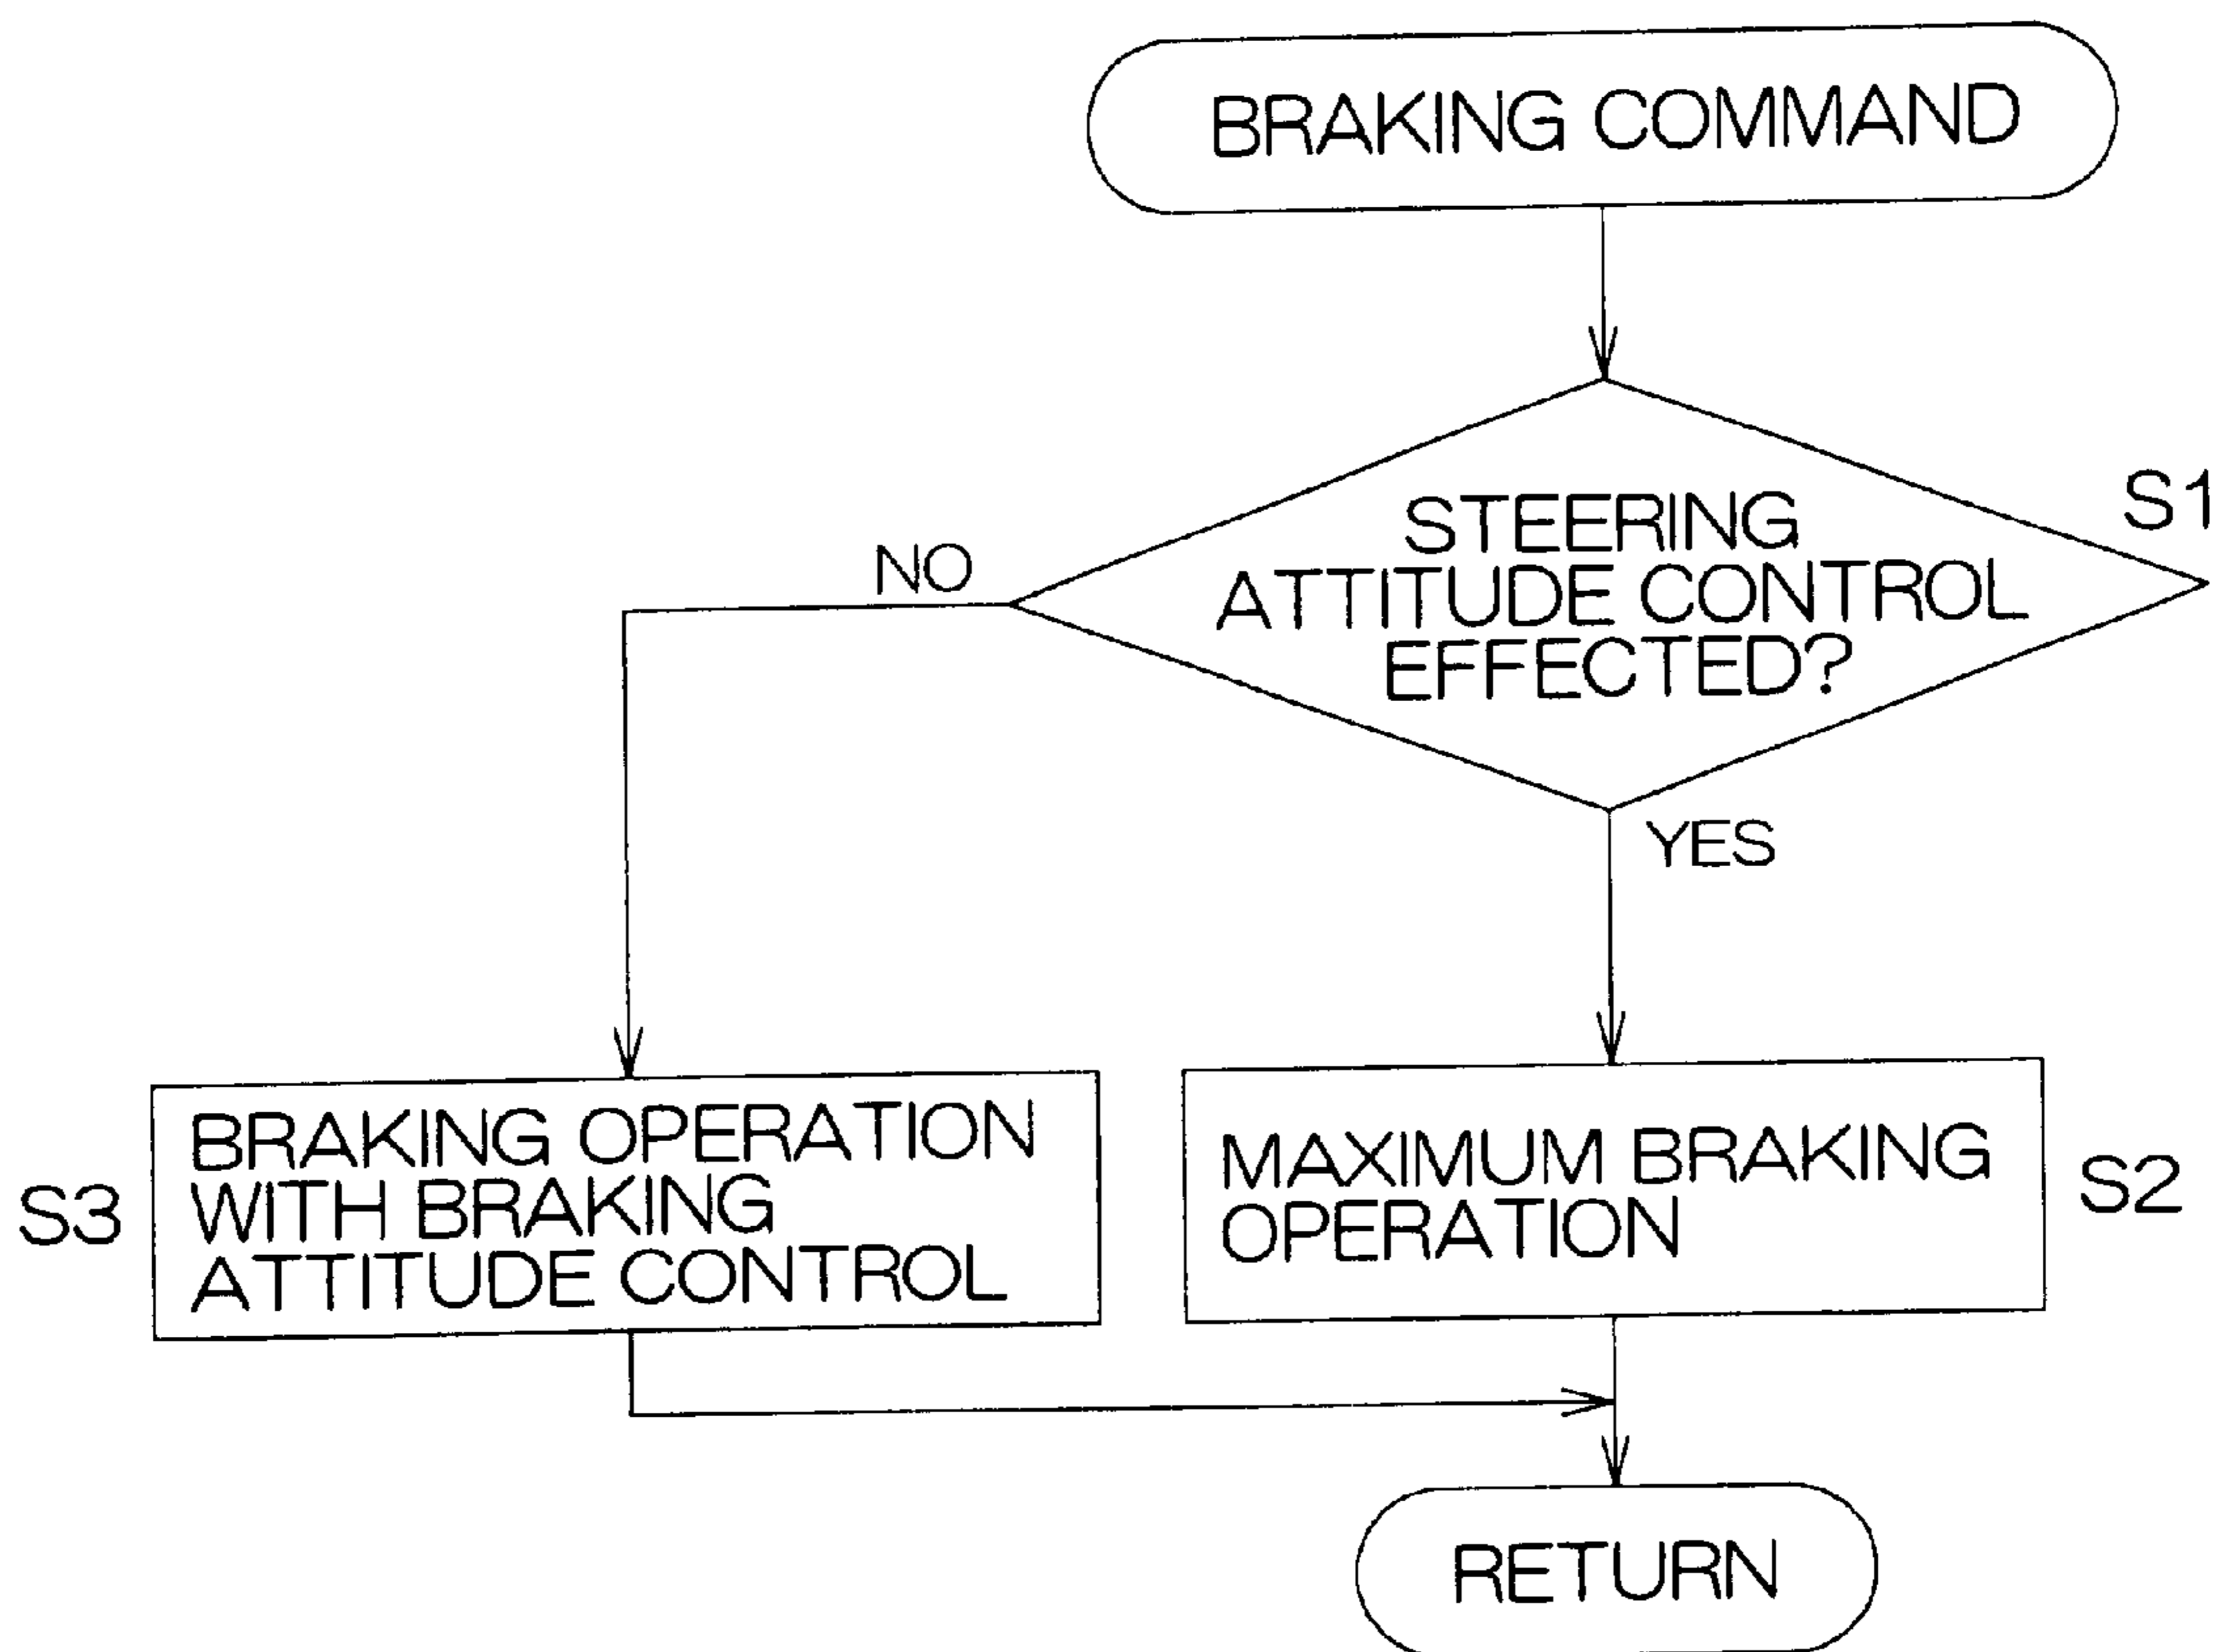 BRAKING COMMAND
S1
STEERING
ATTITUDE CONTROL
EFFECTED?
NO
YES
S3
BRAKING OPERATION
WITH BRAKING
ATTITUDE CONTROL
MAXIMUM BRAKING
OPERATION
S2
RETURN